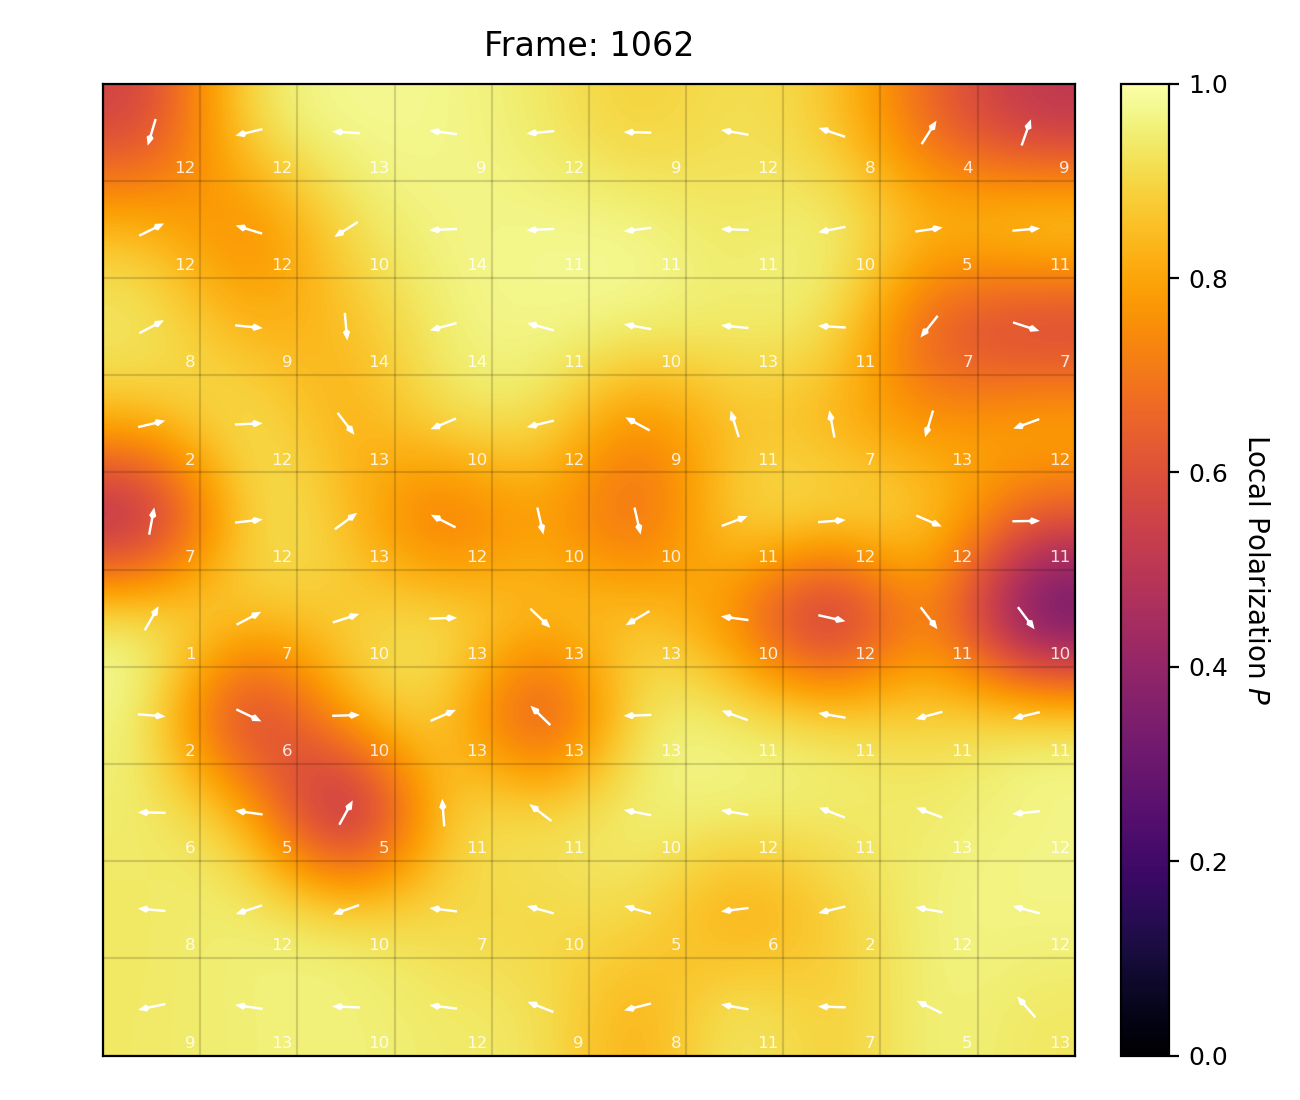 Frame: 1062
12 12 13 9 12 9 12 8 4 9
12 12 10 14 11 11 11 10 5 11
8 9 14 14 11 10 13 11 7 7
2 12 13 10 12 9 11 7 13 12
7 12 13 12 10 10 11 12 12 11
1 7 10 13 13 13 10 12 11 10
2 6 10 13 13 13 11 11 11 11
6 5 5 11 11 10 12 11 13 12
8 12 10 7 10 5 6 2 12 12
9 13 10 12 9 8 11 7 5 13
1.0
0.8
0.6
0.4
0.2
0.0
Local Polarization P